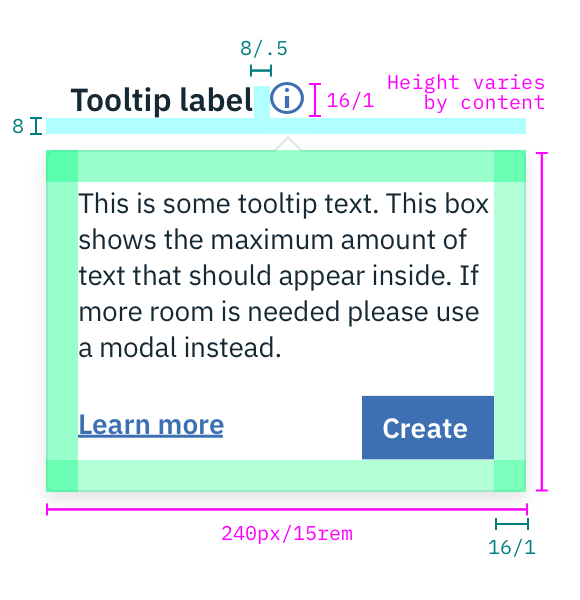 8/.5
Height varies
by content
Tooltip label
16/1
8
This is some tooltip text. This box
shows the maximum amount of
text that should appear inside. If
more room is needed please use
a modal instead.
Learn more
Create
240px/15rem
16/1